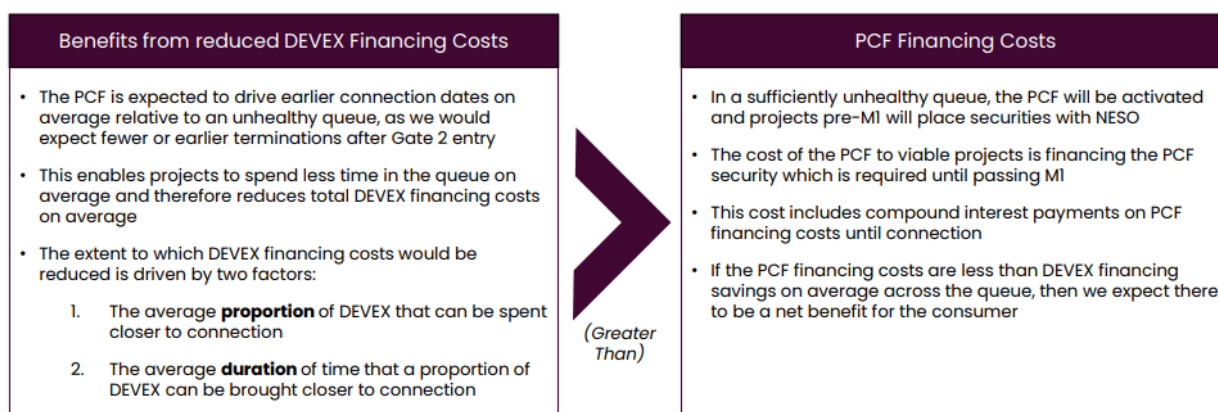 Benefits from reduced DEVEX Financing Costs
• The PCF is expected to drive earlier connection dates on
average relative to an unhealthy queue, as we would
expect fewer or earlier terminations after Gate 2 entry
• This enables projects to spend less time in the queue on
average and therefore reduces total DEVEX financing costs
on average
• The extent to which DEVEX financing costs would be
reduced is driven by two factors:
1. The average proportion of DEVEX that can be spent
closer to connection
2. The average duration of time that a proportion of
DEVEX can be brought closer to connection
(Greater
Than)
PCF Financing Costs
• In a sufficiently unhealthy queue, the PCF will be activated
and projects pre-M1 will place securities with NESO
• The cost of the PCF to viable projects is financing the PCF
security which is required until passing M1
• This cost includes compound interest payments on PCF
financing costs until connection
• If the PCF financing costs are less than DEVEX financing
savings on average across the queue, then we expect there
to be a net benefit for the consumer